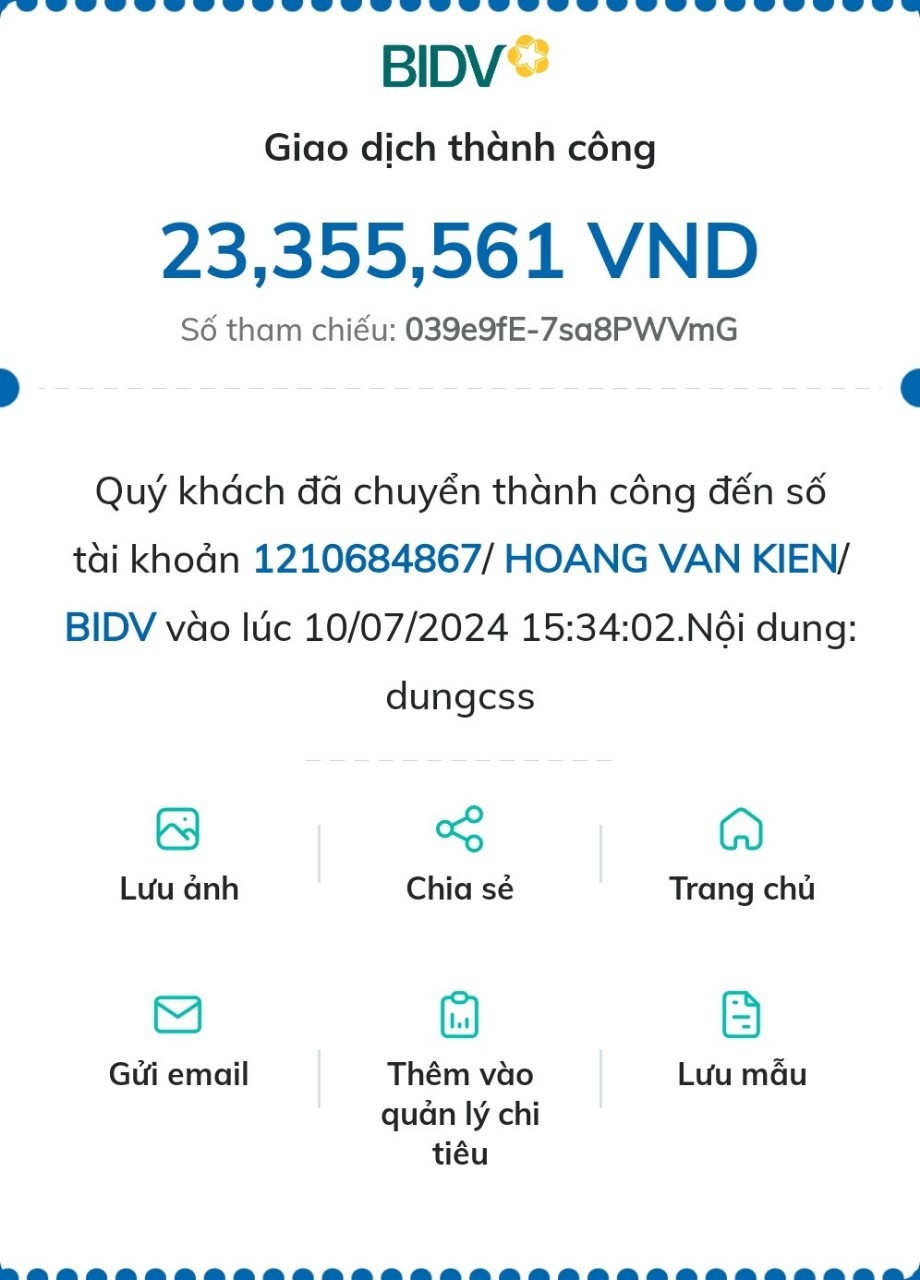 BIDV
Giao dịch thành công
23,355,561 VND
Số tham chiếu: 039e9fE-7sa8PWVmG
Quý khách đã chuyển thành công đến số
tài khoản 1210684867/ HOANG VAN KIEN/
BIDV vào lúc 10/07/2024 15:34:02.Nội dung:
dungcss
Lưu ảnh
Chia sẻ
Trang chủ
Gửi email
Thêm vào
quản lý chi
tiêu
Lưu mẫu